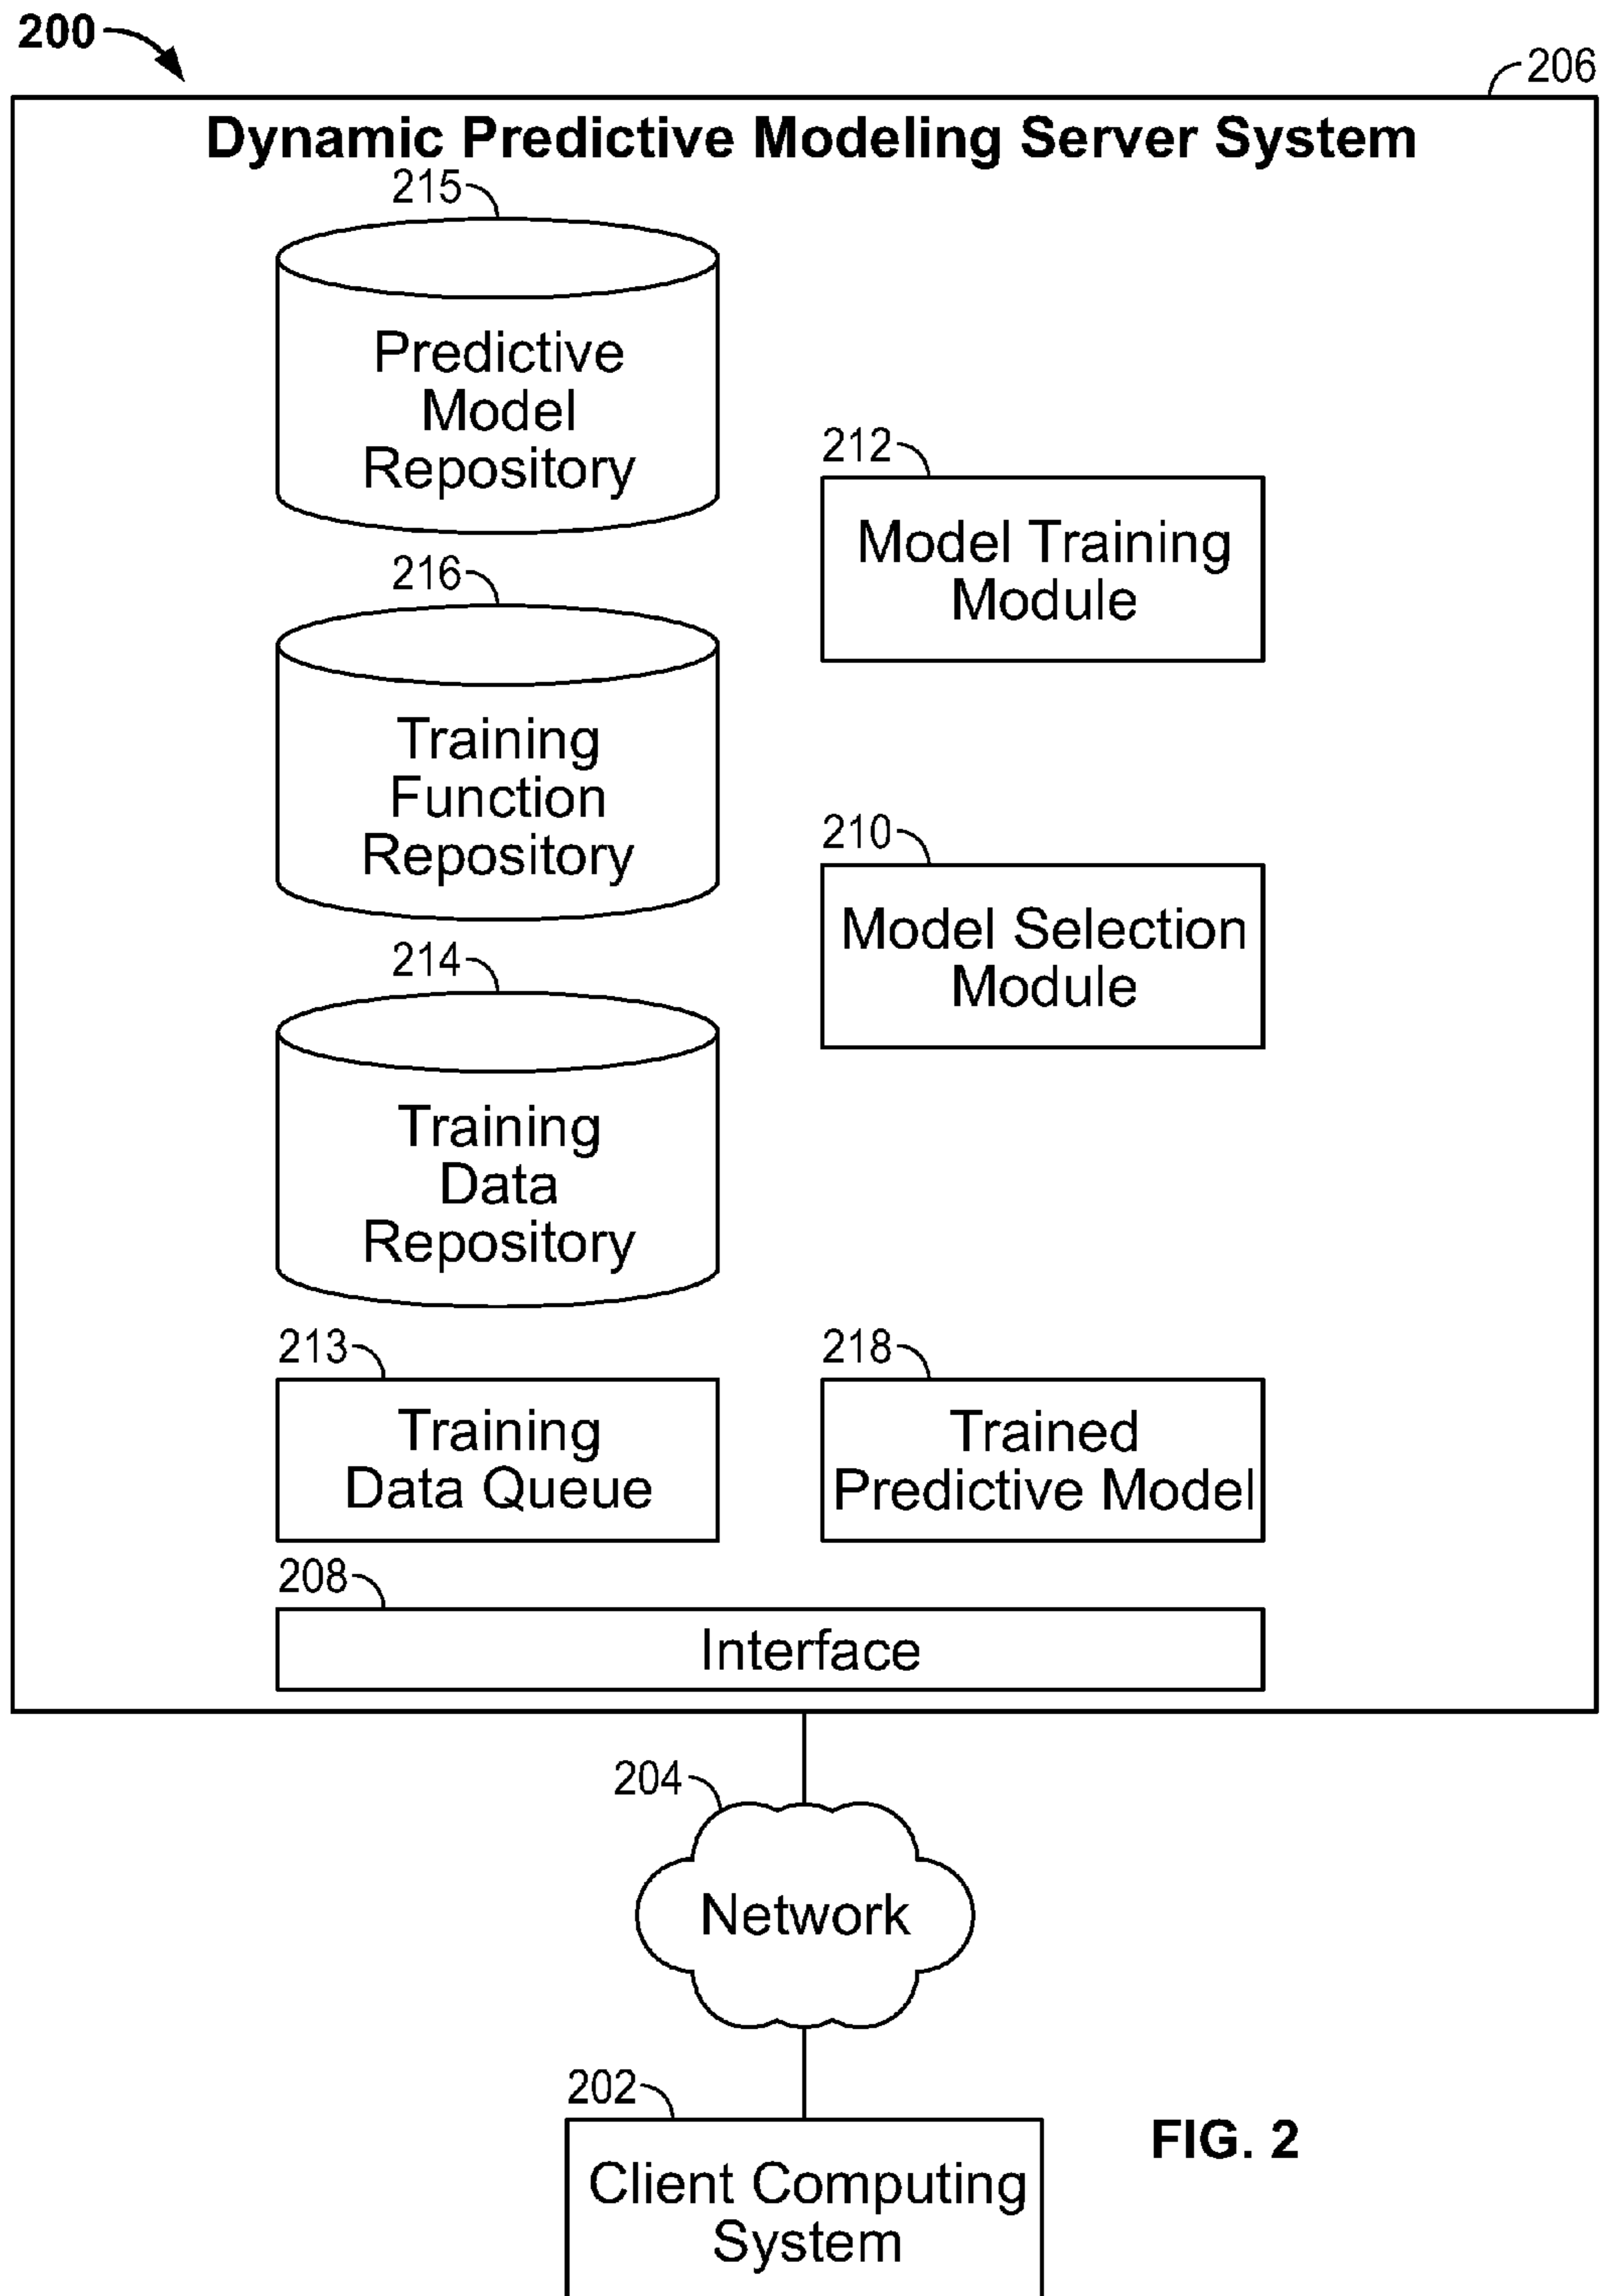 200
206
Dynamic Predictive Modeling Server System
215
Predictive
Model
Repository
212
Model Training
Module
216
Training
Function
Repository
210
Model Selection
Module
214
Training
Data
Repository
213
Training
Data Queue
218
Trained
Predictive Model
208
Interface
204
Network
202
Client Computing
System
FIG. 2